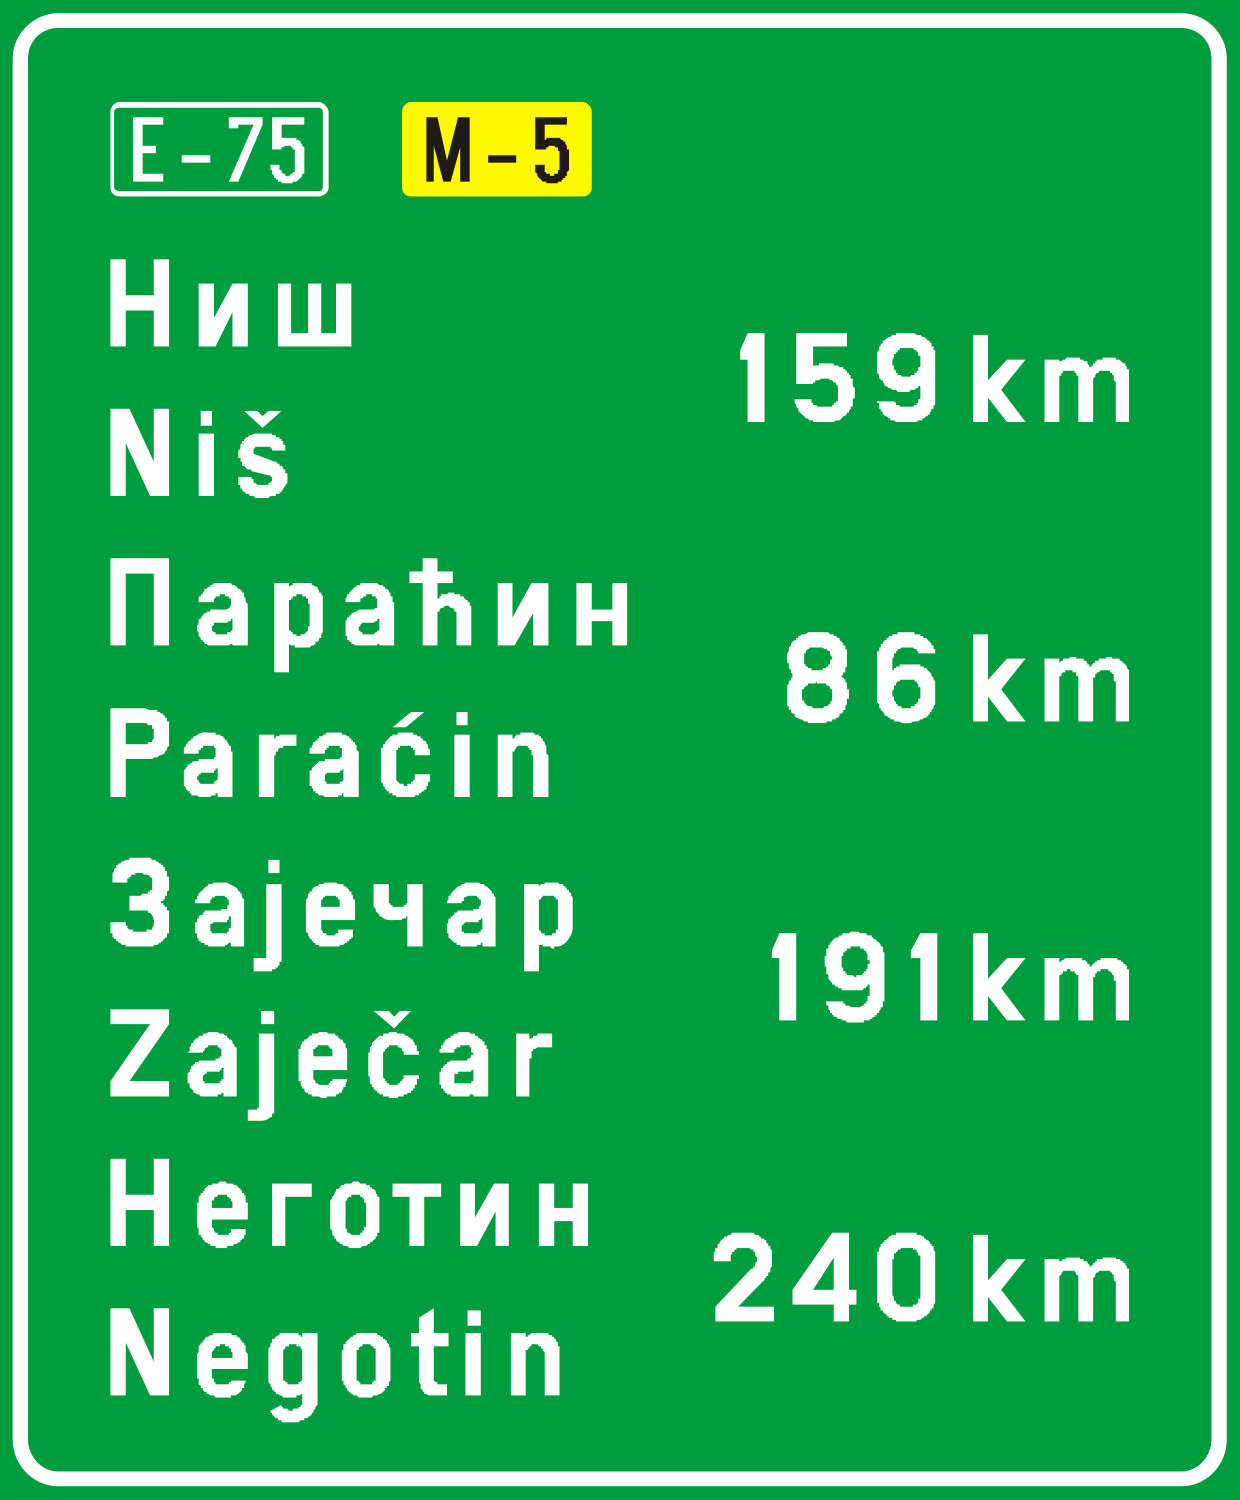 E-75 M-5
Ниш
159 km
Niš
Параћин
86 km
Paraćin
Зајечар
191 km
Zaječar
Неготин
240 km
Negotin